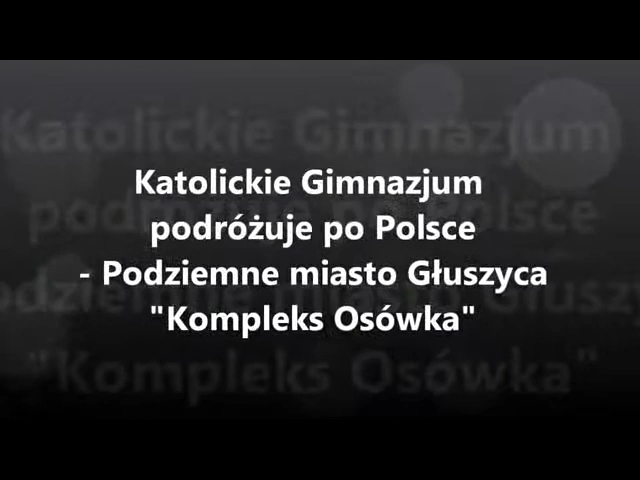 Katolickie Gimnazjum
podróżuje po Polsce
- Podziemne miasto Głuszyca
"Kompleks Osówka"